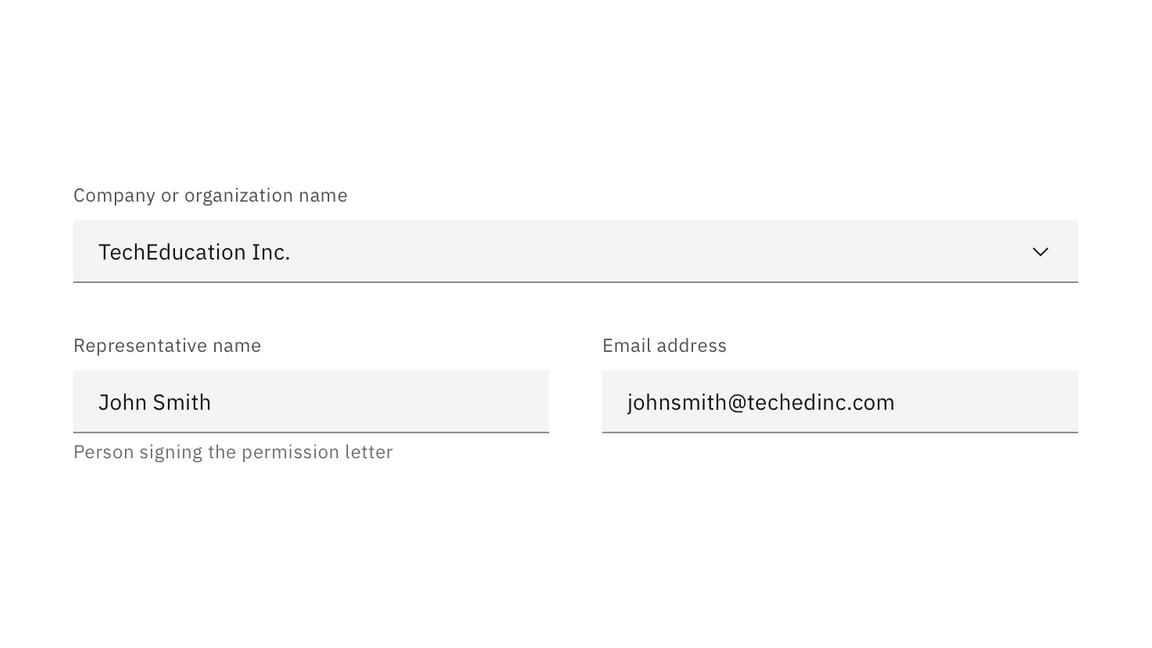 Company or organization name
TechEducation Inc.
Representative name
John Smith
Person signing the permission letter
Email address
johnsmith@techedinc.com